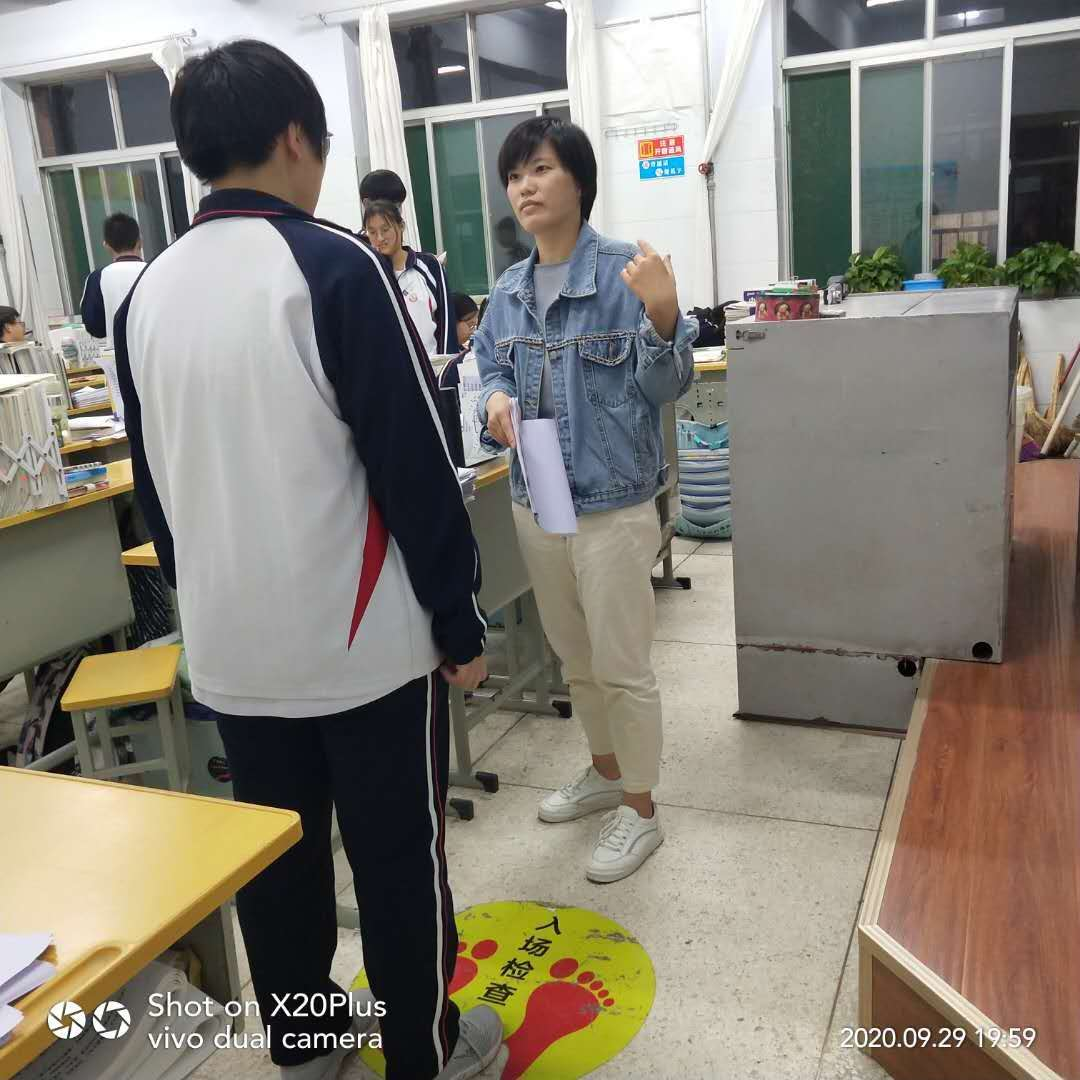 入场检查
Shot on X20Plus
vivo dual camera
2020.09.29 19:59